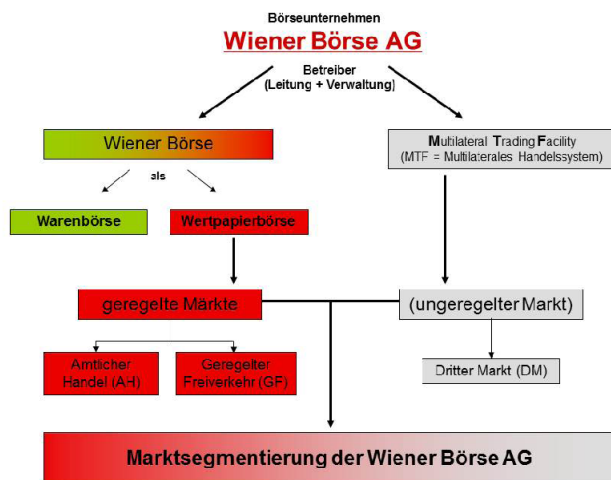 Börseunternehmen
Wiener Börse AG
Betreiber
(Leitung + Verwaltung)
Wiener Börse
Multilateral Trading Facility
(MTF = Multilaterales Handelssystem)
als
Warenbörse
Wertpapierbörse
geregelte Märkte
(ungeregelter Markt)
Amtlicher
Handel (AH)
Geregelter
Freiverkehr (GF)
Dritter Markt (DM)
Marktsegmentierung der Wiener Börse AG